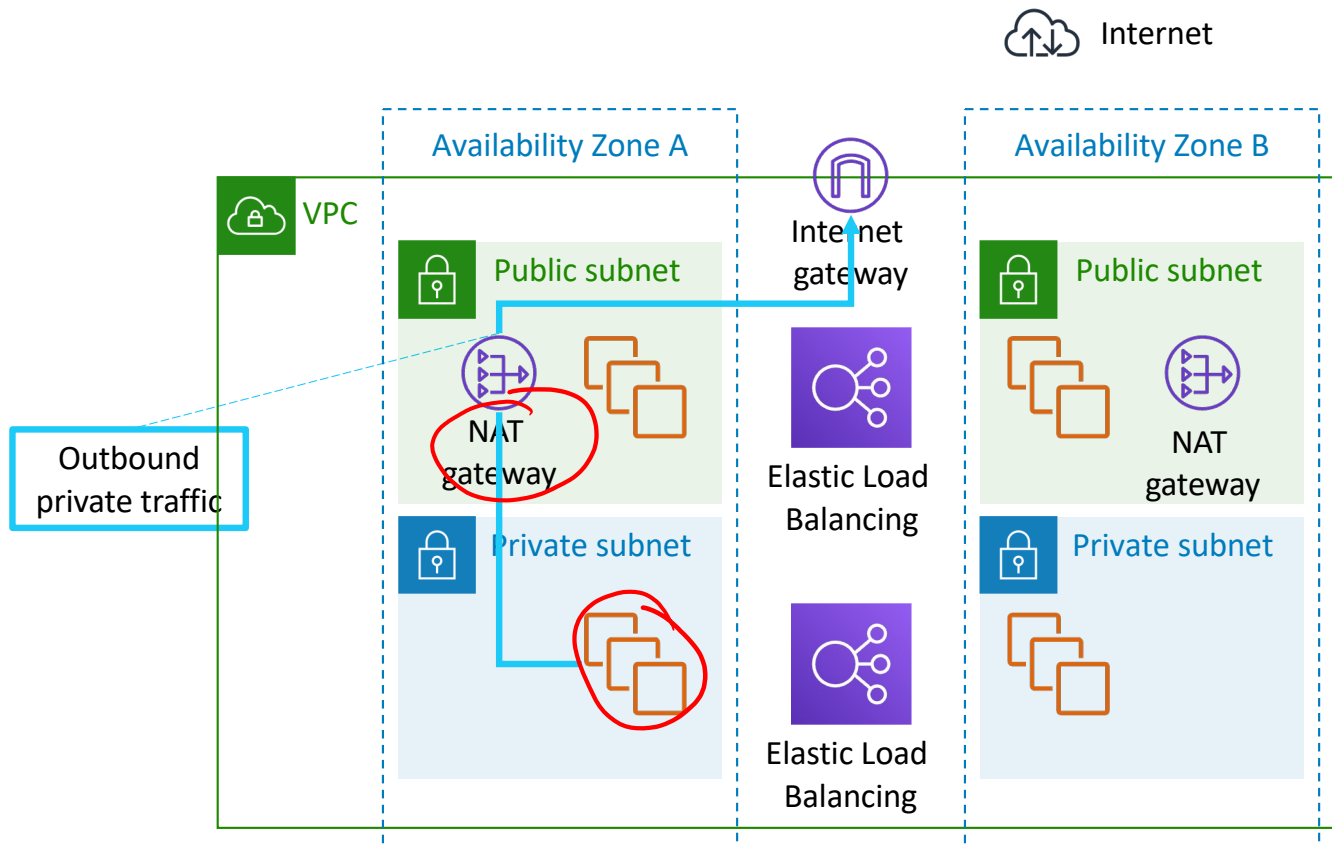 Internet
Availability Zone A
Availability Zone B
VPC
Internet
gateway
Public subnet
Public subnet
NAT
gateway
Outbound
private traffic
Elastic Load
Balancing
NAT
gateway
Private subnet
Private subnet
Elastic Load
Balancing